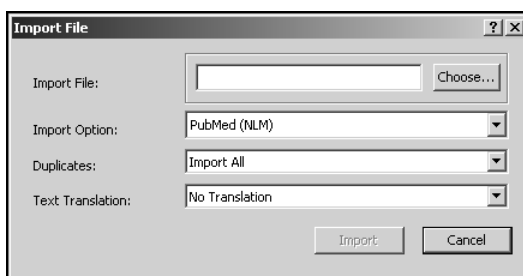 Import File
Import File: Choose...
Import Option: PubMed (NLM)
Duplicates: Import All
Text Translation: No Translation
Import Cancel